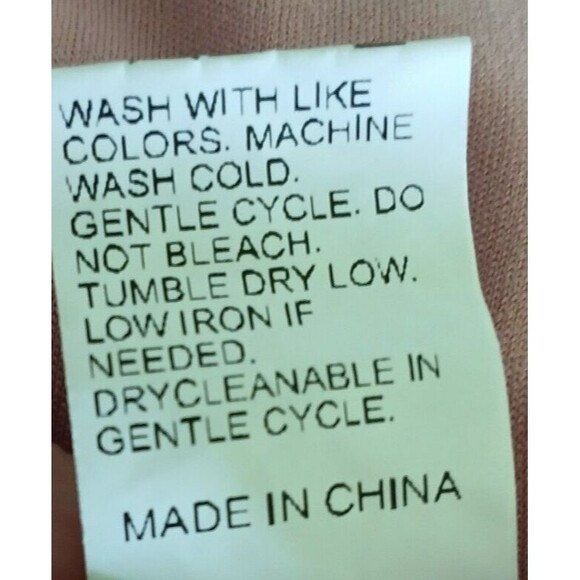 WASH WITH LIKE
COLORS. MACHINE
WASH COLD.
GENTLE CYCLE. DO
NOT BLEACH.
TUMBLE DRY LOW.
LOW IRON IF
NEEDED.
DRYCLEANABLE IN
GENTLE CYCLE.
MADE IN CHINA